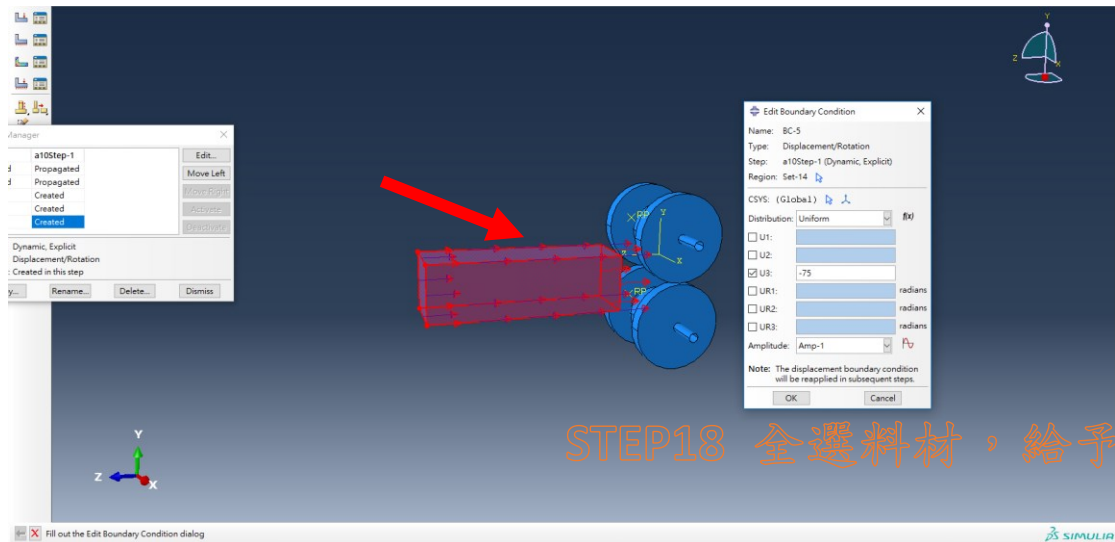 Manager
a10Step-1
Edit...
Propagated
Move Left
Propagated
Move Right
Created
Activate
Created
Deactivate
Created
Dynamic, Explicit
Displacement/Rotation
Created in this step
Rename...
Delete...
Dismiss
Edit Boundary Condition
Name: BC-5
Type: Displacement/Rotation
Step: a10Step-1 (Dynamic, Explicit)
Region: Set-14
CSYS: (Global)
Distribution: Uniform f(x)
U1:
U2:
U3: -75
UR1: radians
UR2: radians
UR3: radians
Amplitude: Amp-1
Note: The displacement boundary condition
will be reapplied in subsequent steps.
OK Cancel
Y
Z
X
RP
Y
X
RP
STEP18 全選料材，給予
Y
Z
X
Fill out the Edit Boundary Condition dialog
SIMULIA